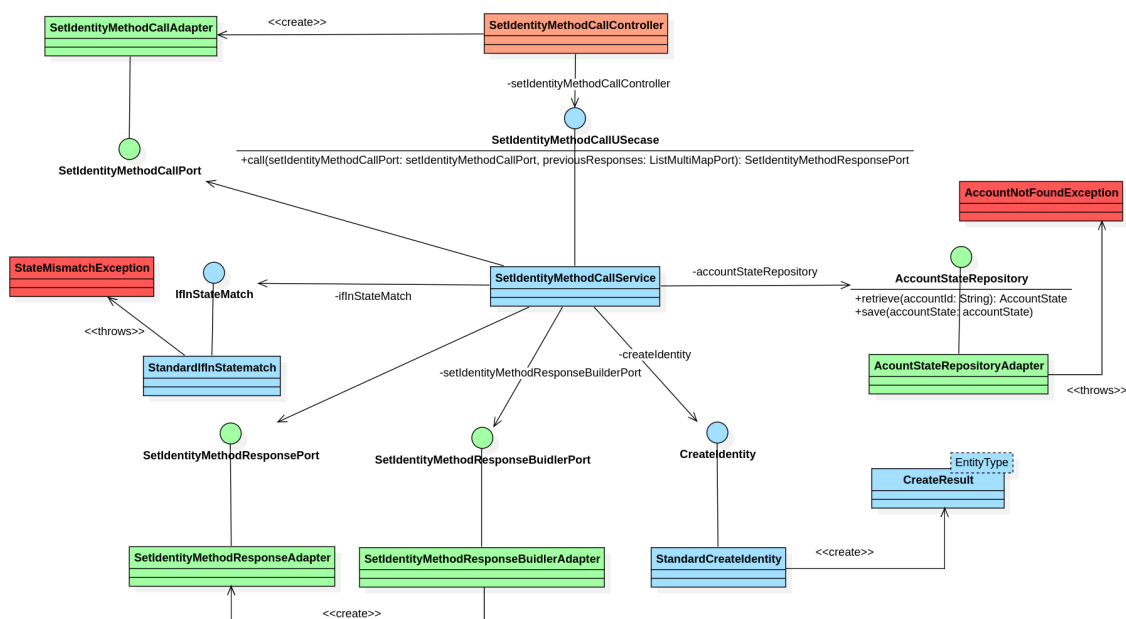 SetIdentityMethodCallAdapter
<<create>>
SetIdentityMethodCallController
-setIdentityMethodCallController
SetIdentityMethodCallUSecase
+call(setIdentityMethodCallPort: setIdentityMethodCallPort, previousResponses: ListMultiMapPort): SetIdentityMethodResponsePort
SetIdentityMethodCallPort
AccountNotFoundException
StateMismatchException
IfInStateMatch
-ifInStateMatch
SetIdentityMethodCallService
-accountStateRepository
AccountStateRepository
+retrieve(accountId: String): AccountState
+save(accountState: accountState)
<<throws>>
StandardIfInStatematch
-createIdentity
-setIdentityMethodResponseBuilderPort
AcountStateRepositoryAdapter
<<throws>>
SetIdentityMethodResponsePort
SetIdentityMethodResponseBuidlerPort
CreateIdentity
EntityType
CreateResult
SetIdentityMethodResponseAdapter
SetIdentityMethodResponseBuidlerAdapter
StandardCreateIdentity
<<create>>
<<create>>